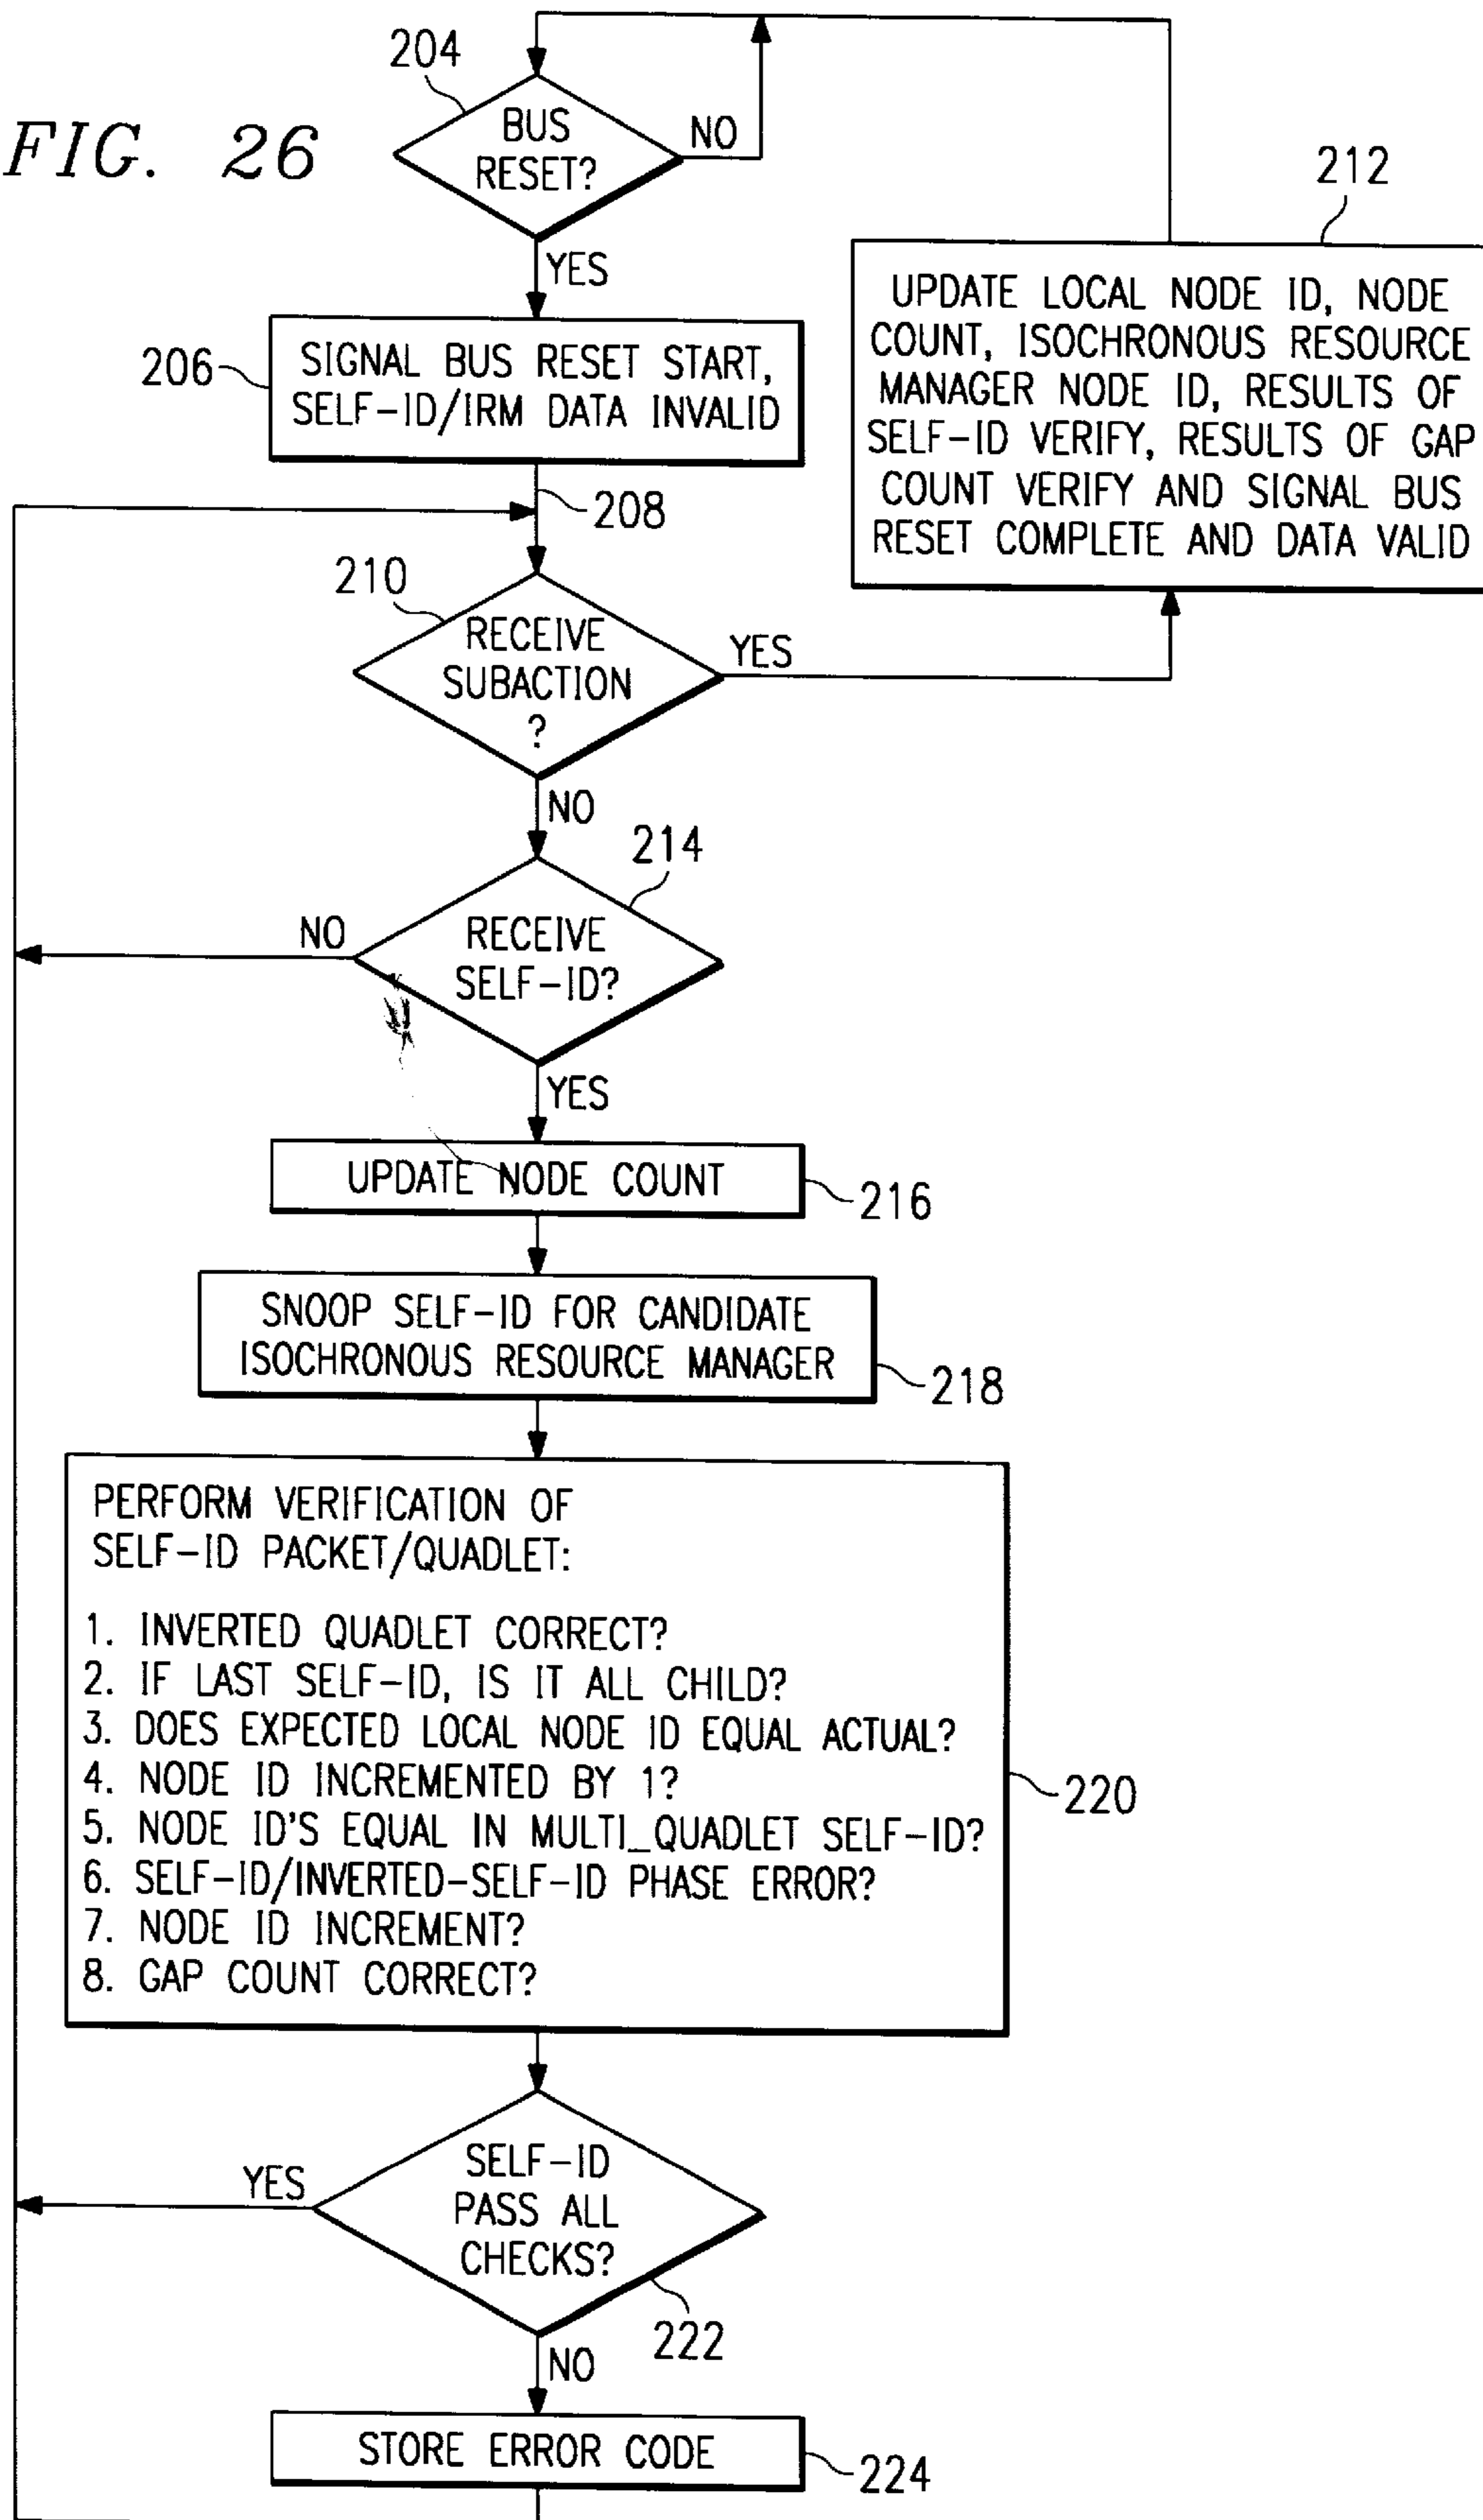 FIG. 26
204
BUS
RESET?
NO
YES
212
UPDATE LOCAL NODE ID, NODE
COUNT, ISOCHRONOUS RESOURCE
MANAGER NODE ID, RESULTS OF
SELF-ID VERIFY, RESULTS OF GAP
COUNT VERIFY AND SIGNAL BUS
RESET COMPLETE AND DATA VALID
206
SIGNAL BUS RESET START,
SELF-ID/IRM DATA INVALID
208
210
RECEIVE
SUBACTION
?
YES
NO
214
RECEIVE
SELF-ID?
NO
YES
UPDATE NODE COUNT
216
SNOOP SELF-ID FOR CANDIDATE
ISOCHRONOUS RESOURCE MANAGER
218
PERFORM VERIFICATION OF
SELF-ID PACKET/QUADLET:
1. INVERTED QUADLET CORRECT?
2. IF LAST SELF-ID, IS IT ALL CHILD?
3. DOES EXPECTED LOCAL NODE ID EQUAL ACTUAL?
4. NODE ID INCREMENTED BY 1?
5. NODE ID'S EQUAL IN MULTI_QUADLET SELF-ID?
6. SELF-ID/INVERTED-SELF-ID PHASE ERROR?
7. NODE ID INCREMENT?
8. GAP COUNT CORRECT?
220
SELF-ID
PASS ALL
CHECKS?
YES
222
NO
STORE ERROR CODE
224